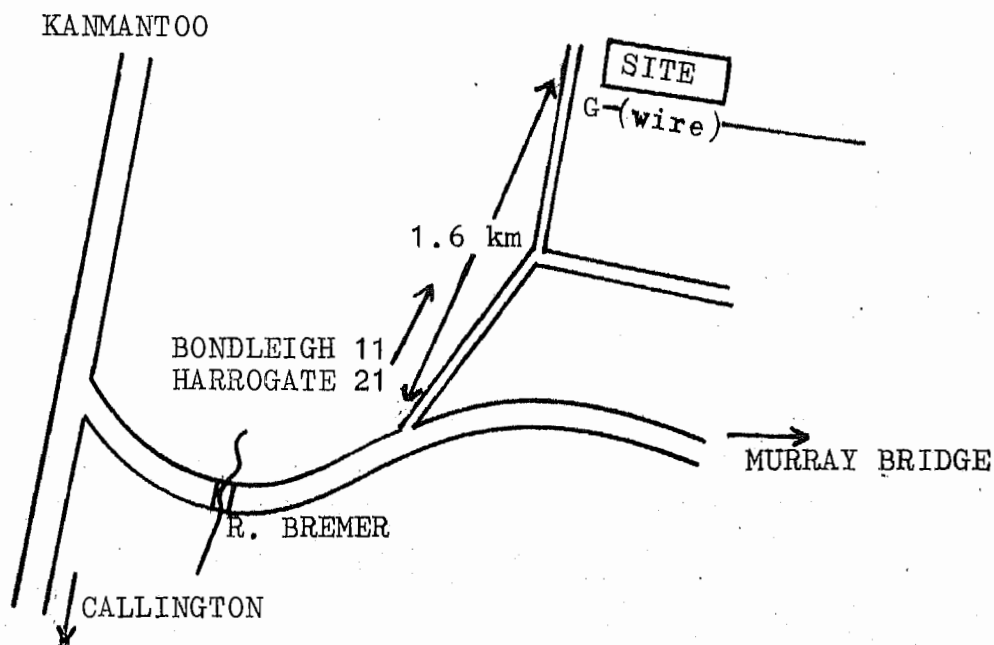 KANMANTOO
SITE
G-(wire)
1.6 km
BONDLEIGH 11
HARROGATE 21
MURRAY BRIDGE
R. BREMER
CALLINGTON